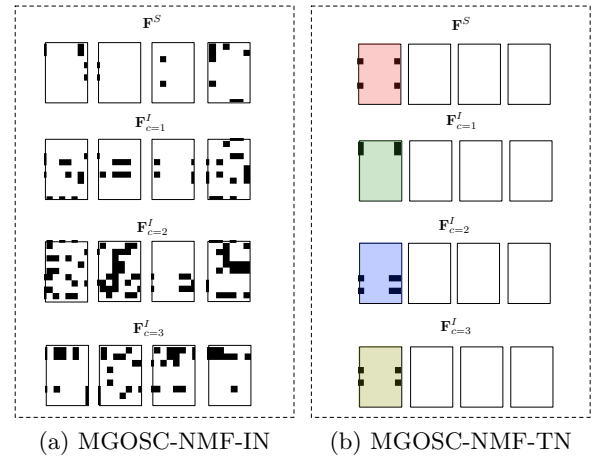 F^S
F^I_{c=1}
F^I_{c=2}
F^I_{c=3}
(a) MGOSC-NMF-IN
F^S
F^I_{c=1}
F^I_{c=2}
F^I_{c=3}
(b) MGOSC-NMF-TN